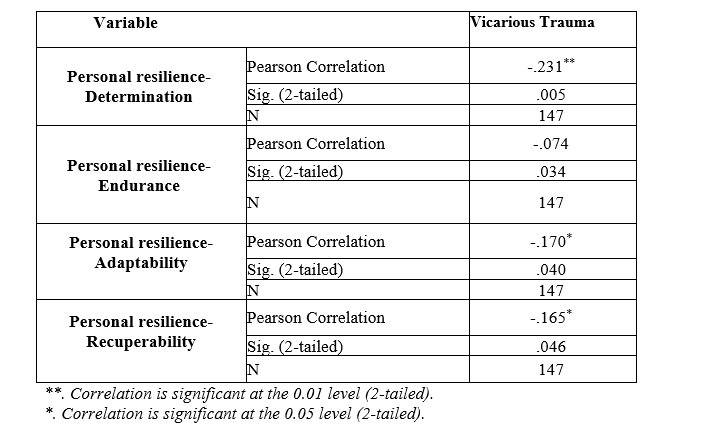 Variable Vicarious Trauma
Personal resilience-
Determination
Pearson Correlation -.231**
Sig. (2-tailed) .005
N 147
Personal resilience-
Endurance
Pearson Correlation -.074
Sig. (2-tailed) .034
N 147
Personal resilience-
Adaptability
Pearson Correlation -.170*
Sig. (2-tailed) .040
N 147
Personal resilience-
Recuperability
Pearson Correlation -.165*
Sig. (2-tailed) .046
N 147
**. Correlation is significant at the 0.01 level (2-tailed).
*. Correlation is significant at the 0.05 level (2-tailed).